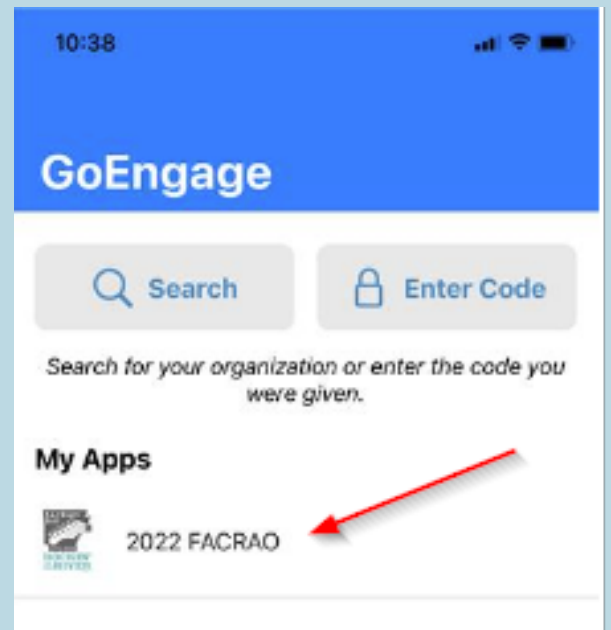 10:38
GoEngage
Search
Enter Code
Search for your organization or enter the code you
were given.
My Apps
2022 FACRAO